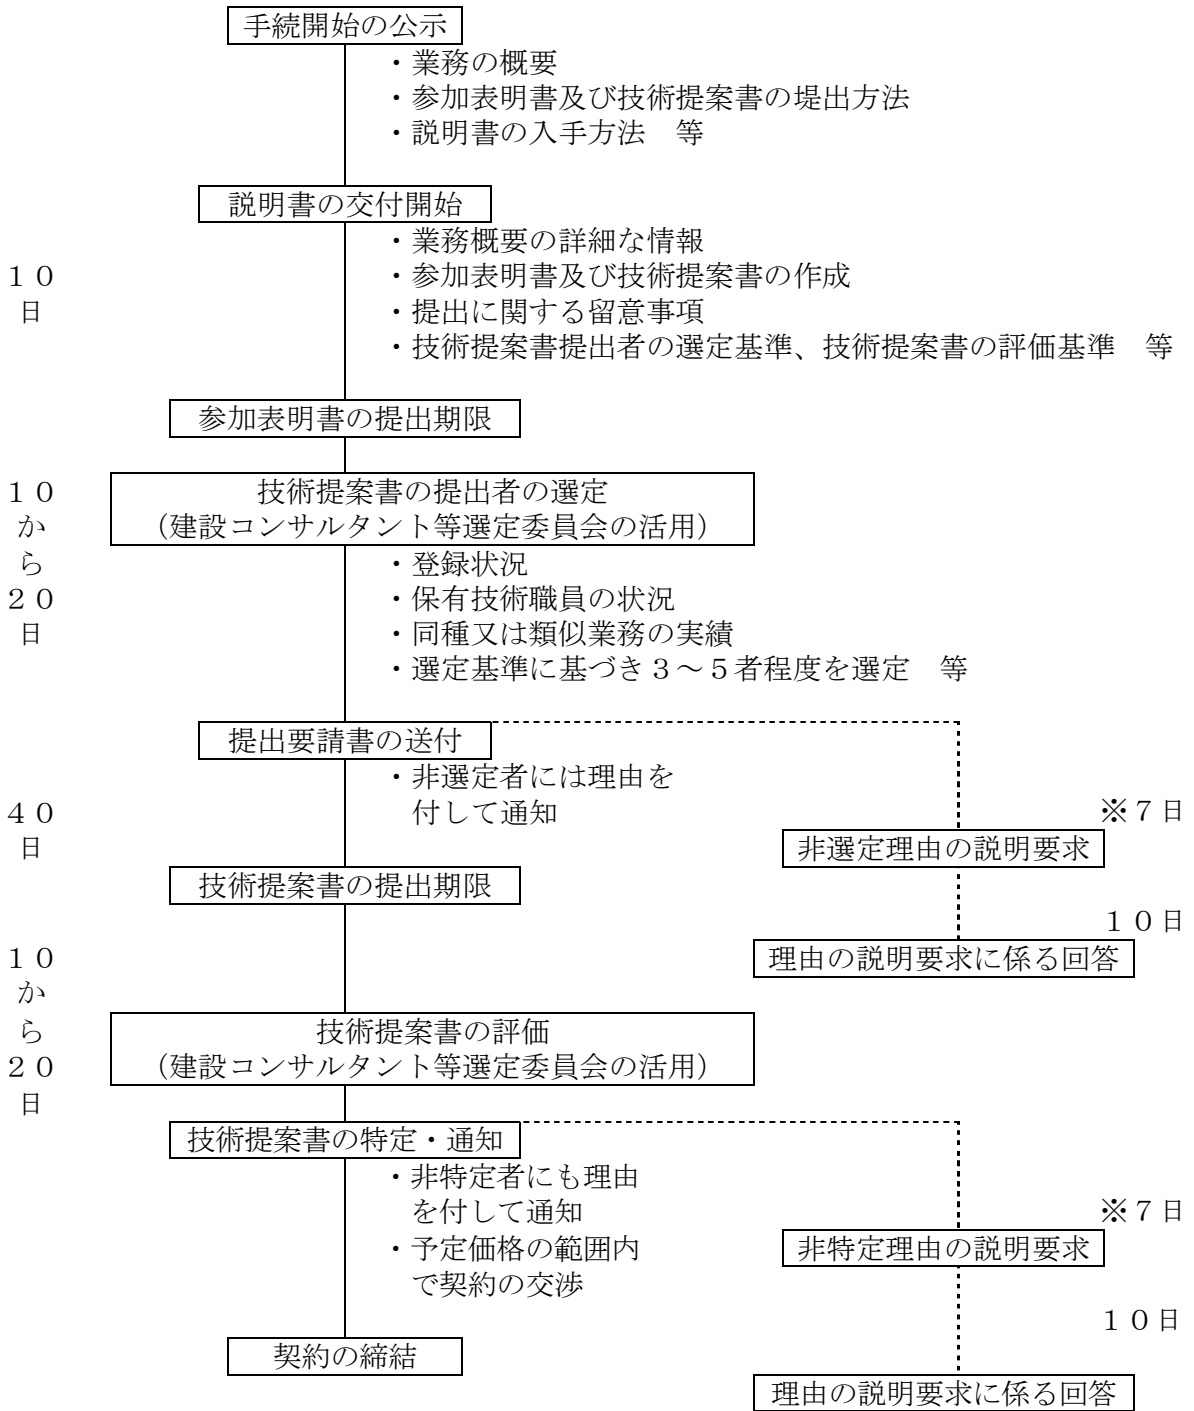 手続開始の公示
・業務の概要
・参加表明書及び技術提案書の堤出方法
・説明書の入手方法　等
説明書の交付開始
・業務概要の詳細な情報
・参加表明書及び技術提案書の作成
・提出に関する留意事項
・技術提案書提出者の選定基準、技術提案書の評価基準　等
１０
日
参加表明書の提出期限
技術提案書の提出者の選定
（建設コンサルタント等選定委員会の活用）
・登録状況
・保有技術職員の状況
・同種又は類似業務の実績
・選定基準に基づき３～５者程度を選定　等
１０
か
ら
２０
日
提出要請書の送付
・非選定者には理由を
付して通知
４０
日
※７日
非選定理由の説明要求
技術提案書の提出期限
１０日
理由の説明要求に係る回答
１０
か
ら
２０
日
技術提案書の評価
（建設コンサルタント等選定委員会の活用）
技術提案書の特定・通知
・非特定者にも理由
を付して通知
・予定価格の範囲内
で契約の交渉
※７日
非特定理由の説明要求
１０日
契約の締結
理由の説明要求に係る回答